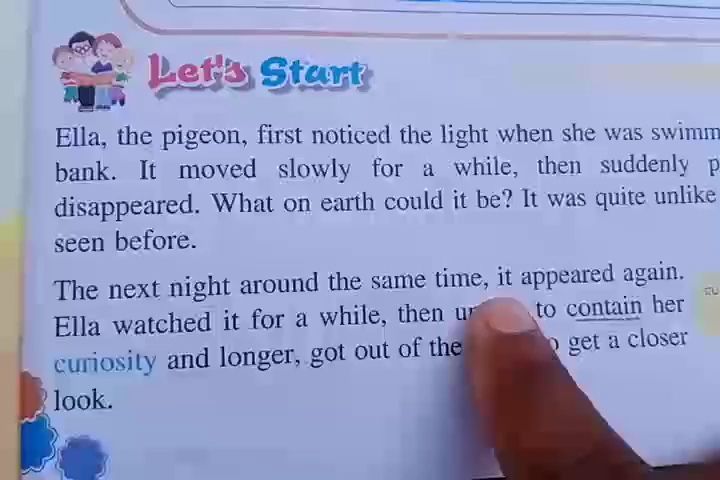 Let's Start
Ella, the pigeon, first noticed the light when she was swimm
bank. It moved slowly for a while, then suddenly p
disappeared. What on earth could it be? It was quite unlike
seen before.
The next night around the same time, it appeared again.
Ella watched it for a while, then to contain her
curiosity and longer, got out of the get a closer
look.